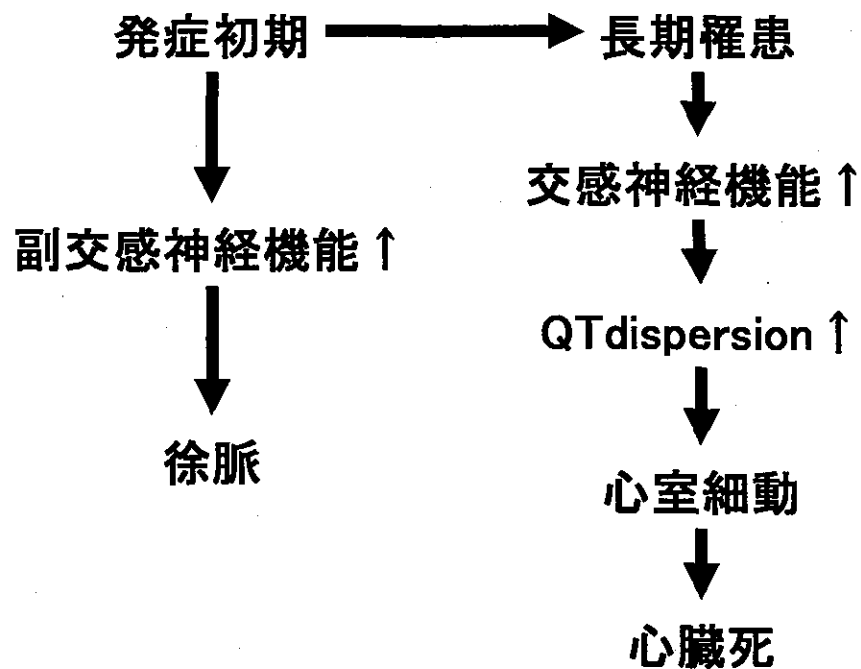 発症初期
長期罹患
副交感神経機能↑
徐脈
交感神経機能↑
QTdispersion↑
心室細動
心臓死